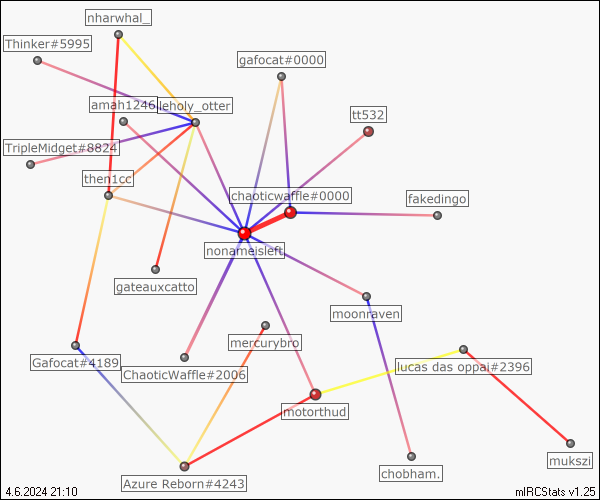 nharwhal_
Thinker#5995
gafocat#0000
amah1246
leholy_otter
tt532
TripleMidget#8824
then1cc
chaoticwaffle#0000
fakedingo
nonameisleft
gateauxcatto
moonraven
mercurybro
Gafocat#4189
ChaoticWaffle#2006
lucas das oppai#2396
motorthud
mukszi
chobham.
Azure Reborn#4243
4.6.2024 21:10
mIRCStats v1.25